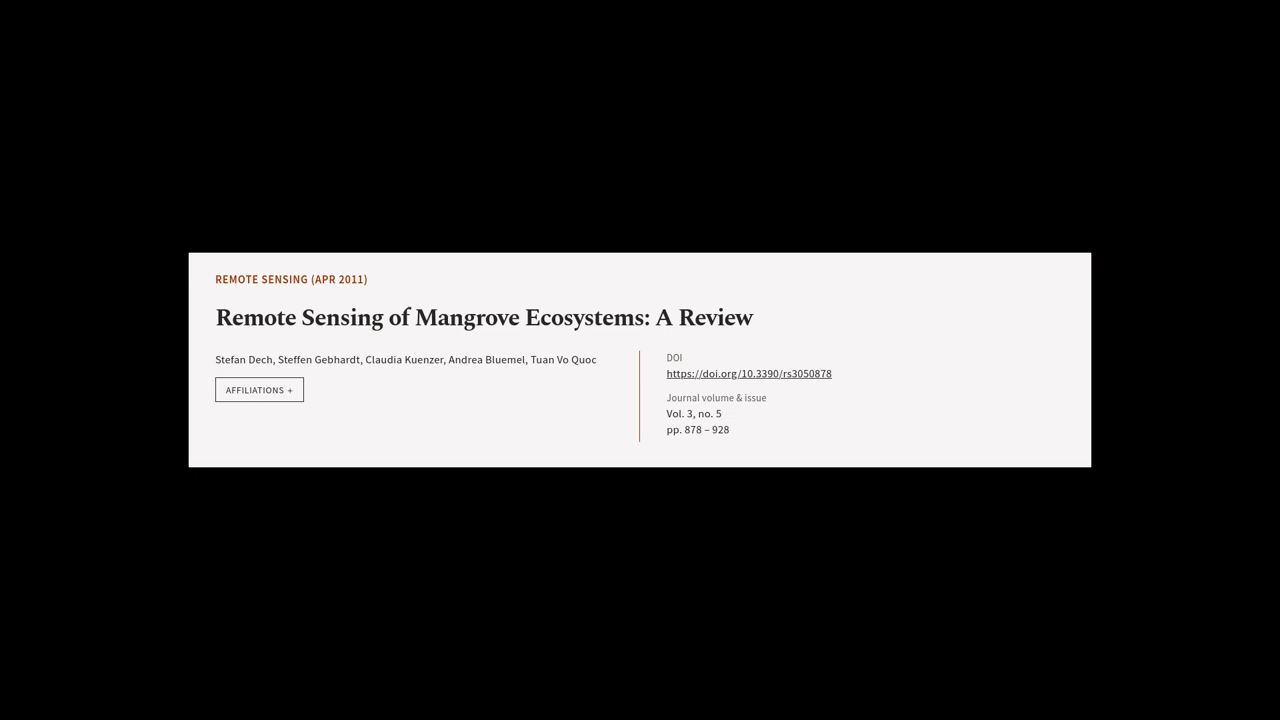 REMOTE SENSING (APR 2011)
Remote Sensing of Mangrove Ecosystems: A Review
Stefan Dech, Steffen Gebhardt, Claudia Kuenzer, Andrea Bluemel, Tuan Vo Quoc
AFFILIATIONS +
DOI
https://doi.org/10.3390/rs3050878
Journal volume & issue
Vol. 3, no. 5
pp. 878 – 928